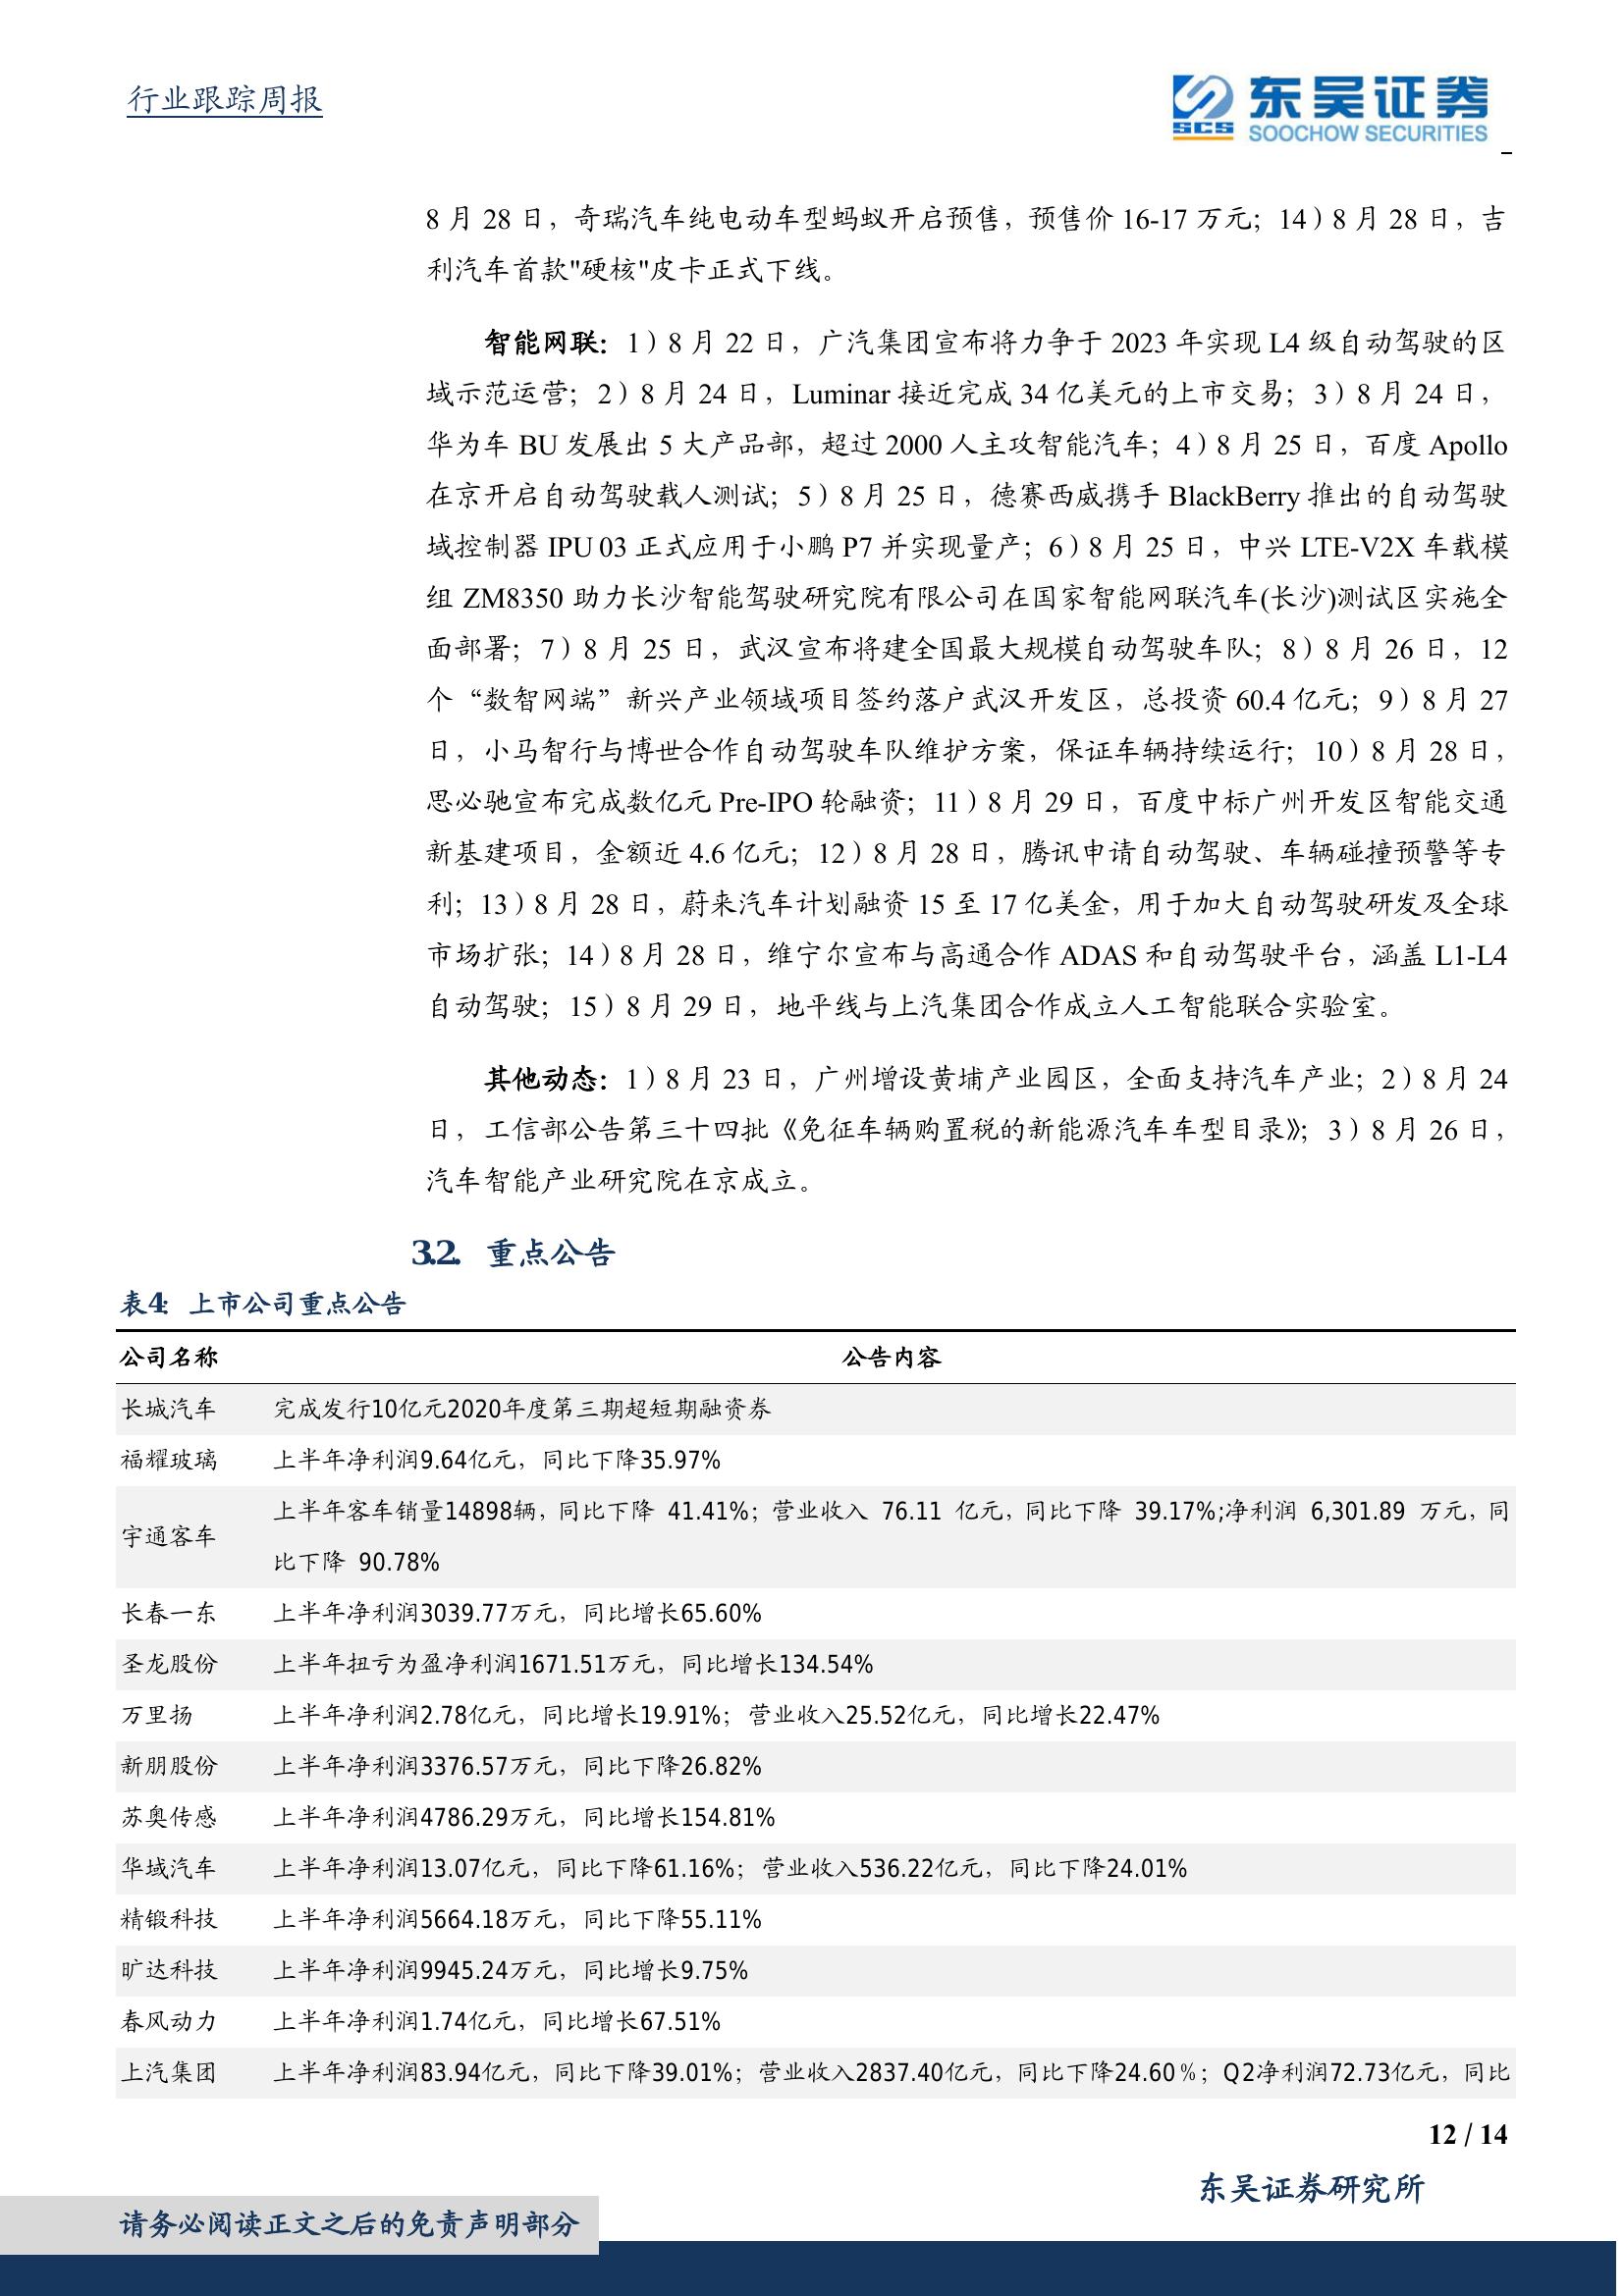 行业跟踪周报
东吴证券
SCS
SOOCHOW SECURITIES
8 月 28 日，奇瑞汽车纯电动车型蚂蚁开启预售，预售价 16-17 万元；14）8 月 28 日，吉
利汽车首款"硬核"皮卡正式下线。
智能网联：1）8 月 22 日，广汽集团宣布将力争于 2023 年实现 L4 级自动驾驶的区
域示范运营；2）8 月 24 日，Luminar 接近完成 34 亿美元的上市交易；3）8 月 24 日，
华为车 BU 发展出 5 大产品部，超过 2000 人主攻智能汽车；4）8 月 25 日，百度 Apollo
在京开启自动驾驶载人测试；5）8 月 25 日，德赛西威携手 BlackBerry 推出的自动驾驶
域控制器 IPU 03 正式应用于小鹏 P7 并实现量产；6）8 月 25 日，中兴 LTE-V2X 车载模
组 ZM8350 助力长沙智能驾驶研究院有限公司在国家智能网联汽车(长沙)测试区实施全
面部署；7）8 月 25 日，武汉宣布将建全国最大规模自动驾驶车队；8）8 月 26 日，12
个“数智网端”新兴产业领域项目签约落户武汉开发区，总投资 60.4 亿元；9）8 月 27
日，小马智行与博世合作自动驾驶车队维护方案，保证车辆持续运行；10）8 月 28 日，
思必驰宣布完成数亿元 Pre-IPO 轮融资；11）8 月 29 日，百度中标广州开发区智能交通
新基建项目，金额近 4.6 亿元；12）8 月 28 日，腾讯申请自动驾驶、车辆碰撞预警等专
利；13）8 月 28 日，蔚来汽车计划融资 15 至 17 亿美金，用于加大自动驾驶研发及全球
市场扩张；14）8 月 28 日，维宁尔宣布与高通合作 ADAS 和自动驾驶平台，涵盖 L1-L4
自动驾驶；15）8 月 29 日，地平线与上汽集团合作成立人工智能联合实验室。
其他动态：1）8 月 23 日，广州增设黄埔产业园区，全面支持汽车产业；2）8 月 24
日，工信部公告第三十四批《免征车辆购置税的新能源汽车车型目录》；3）8 月 26 日，
汽车智能产业研究院在京成立。
3.2. 重点公告
表4： 上市公司重点公告
公司名称 公告内容
长城汽车 完成发行10亿元2020年度第三期超短期融资券
福耀玻璃 上半年净利润9.64亿元，同比下降35.97%
宇通客车 上半年客车销量14898辆，同比下降 41.41%；营业收入 76.11 亿元，同比下降 39.17%;净利润 6,301.89 万元，同
比下降 90.78%
长春一东 上半年净利润3039.77万元，同比增长65.60%
圣龙股份 上半年扭亏为盈净利润1671.51万元，同比增长134.54%
万里扬 上半年净利润2.78亿元，同比增长19.91%；营业收入25.52亿元，同比增长22.47%
新朋股份 上半年净利润3376.57万元，同比下降26.82%
苏奥传感 上半年净利润4786.29万元，同比增长154.81%
华域汽车 上半年净利润13.07亿元，同比下降61.16%；营业收入536.22亿元，同比下降24.01%
精锻科技 上半年净利润5664.18万元，同比下降55.11%
旷达科技 上半年净利润9945.24万元，同比增长9.75%
春风动力 上半年净利润1.74亿元，同比增长67.51%
上汽集团 上半年净利润83.94亿元，同比下降39.01%；营业收入2837.40亿元，同比下降24.60％；Q2净利润72.73亿元，同比
12 / 14
东吴证券研究所
请务必阅读正文之后的免责声明部分